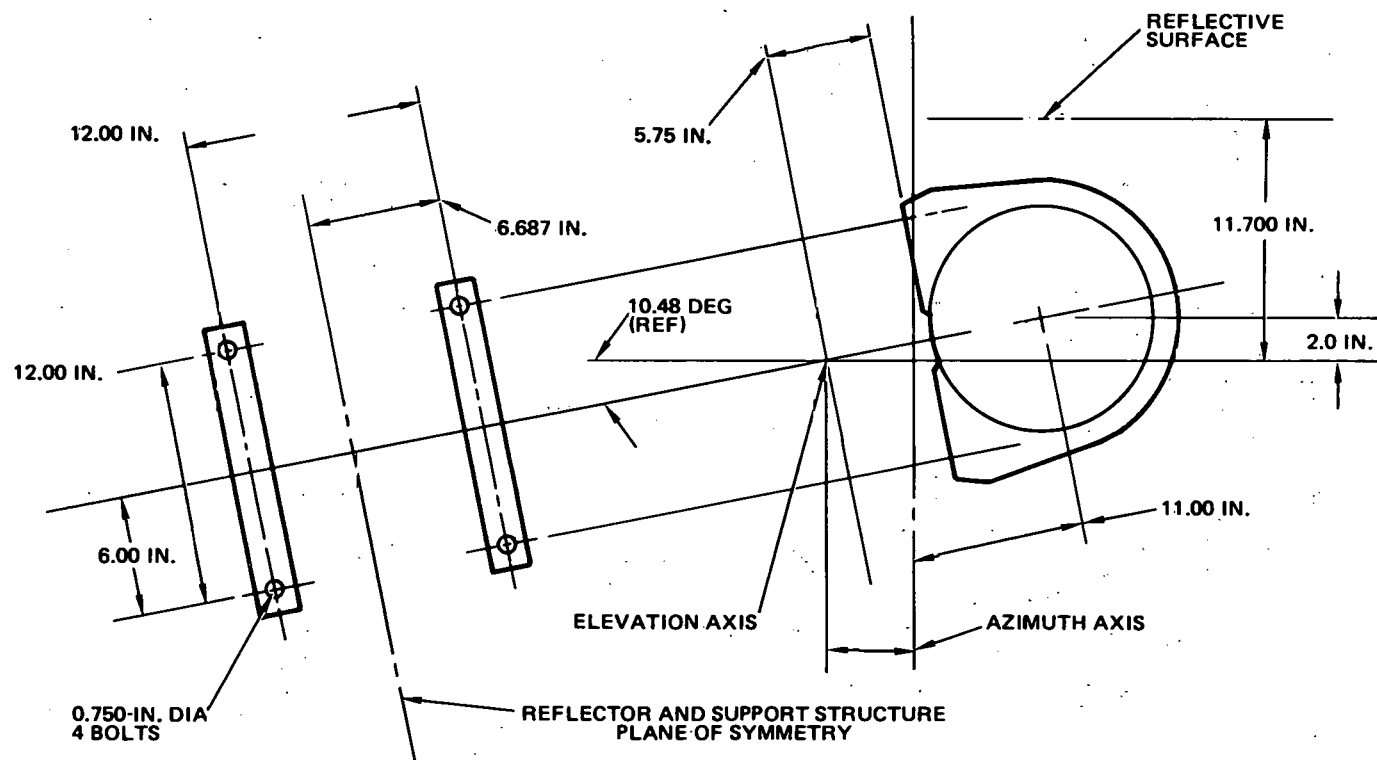 REFLECTIVE
SURFACE
12.00 IN.
5.75 IN.
6.687 IN.
11.700 IN.
10.48 DEG
(REF)
2.0 IN.
12.00 IN.
11.00 IN.
6.00 IN.
ELEVATION AXIS
AZIMUTH AXIS
0.750-IN. DIA
4 BOLTS
REFLECTOR AND SUPPORT STRUCTURE
PLANE OF SYMMETRY